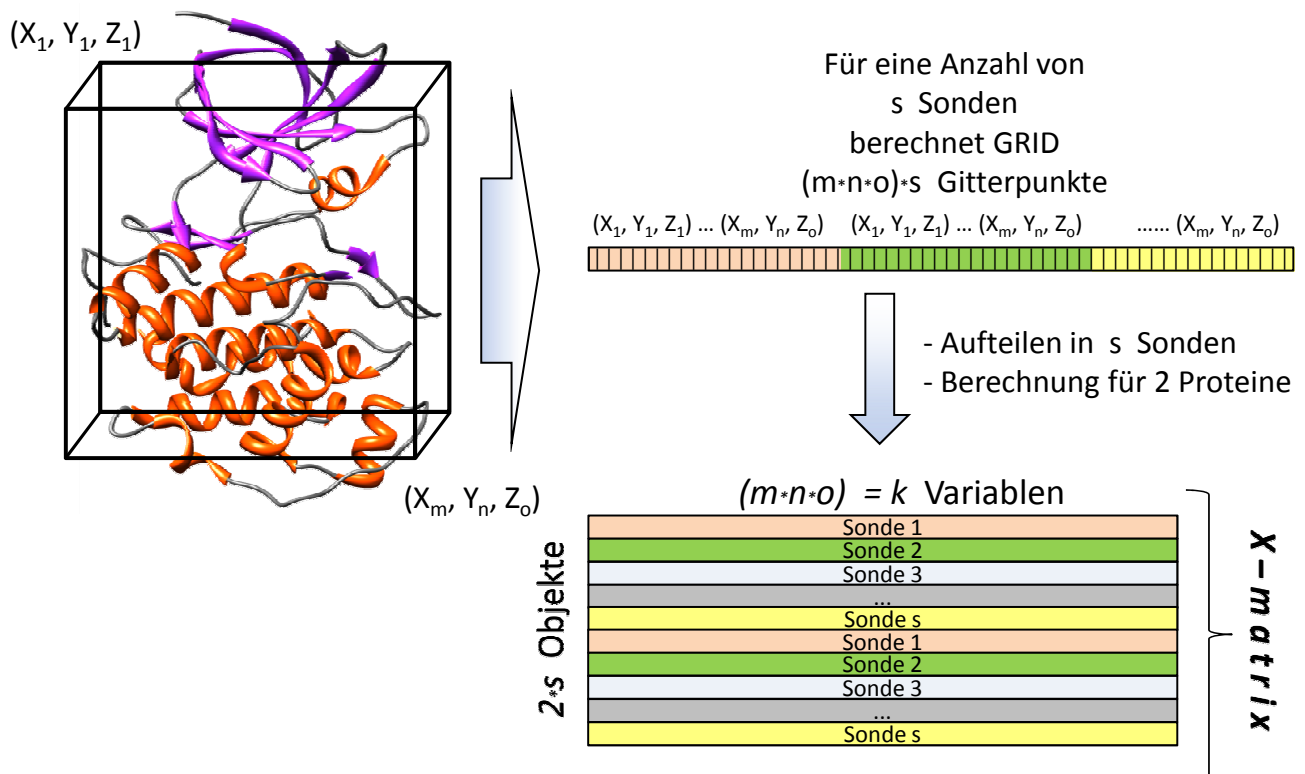 (X₁, Y₁, Z₁)
(Xₘ, Yₙ, Zₒ)
Für eine Anzahl von
s Sonden
berechnet GRID
(m*n*o)*s Gitterpunkte
(X₁, Y₁, Z₁) ... (Xₘ, Yₙ, Zₒ) (X₁, Y₁, Z₁) ... (Xₘ, Yₙ, Zₒ) ...... (Xₘ, Yₙ, Zₒ)
- Aufteilen in s Sonden
- Berechnung für 2 Proteine
(m*n*o) = k Variablen
2*s Objekte
Sonde 1
Sonde 2
Sonde 3
...
Sonde s
Sonde 1
Sonde 2
Sonde 3
...
Sonde s
X-matrix